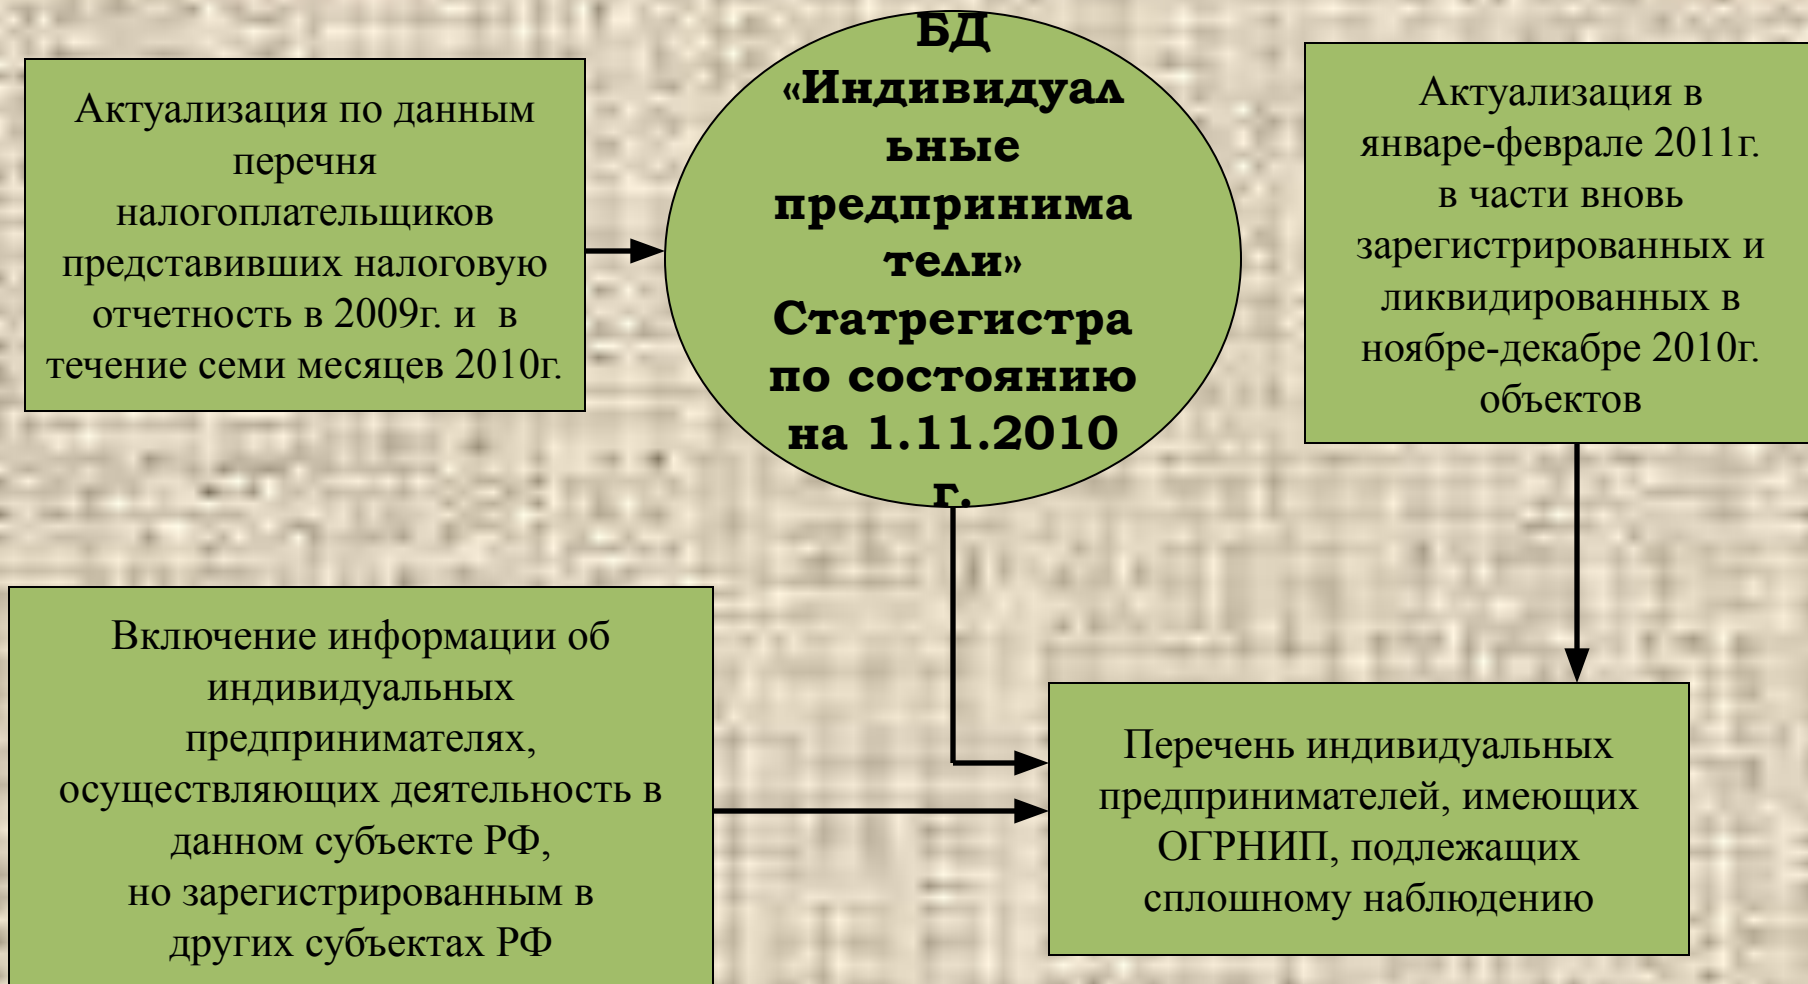 Актуализация по данным
перечня
налогоплательщиков
представивших налоговую
отчетность в 2009г. и  в
течение семи месяцев 2010г.
БД
«Индивидуал
ьные
предпринима
тели»
Статрегистра
по состоянию
на 1.11.2010
г.
Актуализация в
январе-феврале 2011г.
в части вновь
зарегистрированных и
ликвидированных в
ноябре-декабре 2010г.
объектов
Включение информации об
индивидуальных
предпринимателях,
осуществляющих деятельность в
данном субъекте РФ,
но зарегистрированным в
других субъектах РФ
Перечень индивидуальных
предпринимателей, имеющих
ОГРНИП, подлежащих
сплошному наблюдению